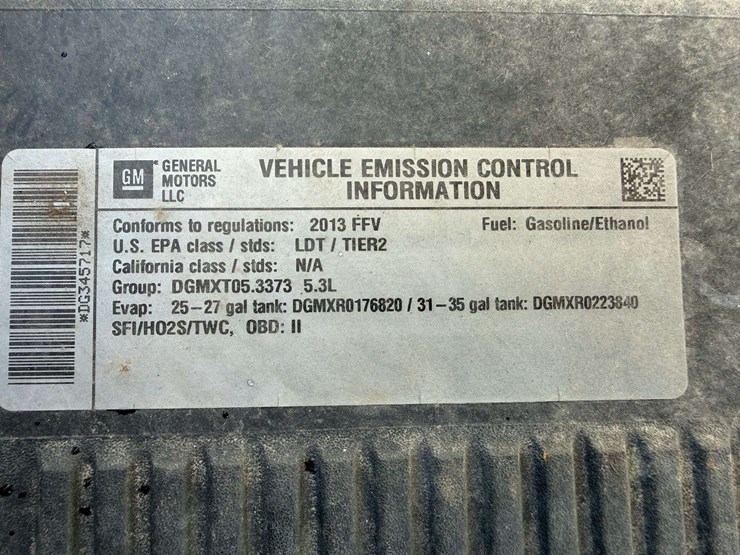 GM
GENERAL
MOTORS
LLC
VEHICLE EMISSION CONTROL
INFORMATION
*DG345717*
Conforms to regulations: 2013 FFV Fuel: Gasoline/Ethanol
U.S. EPA class / stds: LDT / TIER2
California class / stds: N/A
Group: DGMXT05.3373 5.3L
Evap: 25-27 gal tank: DGMXR0176820 / 31-35 gal tank: DGMXR0223840
SFI/HO2S/TWC, OBD: II